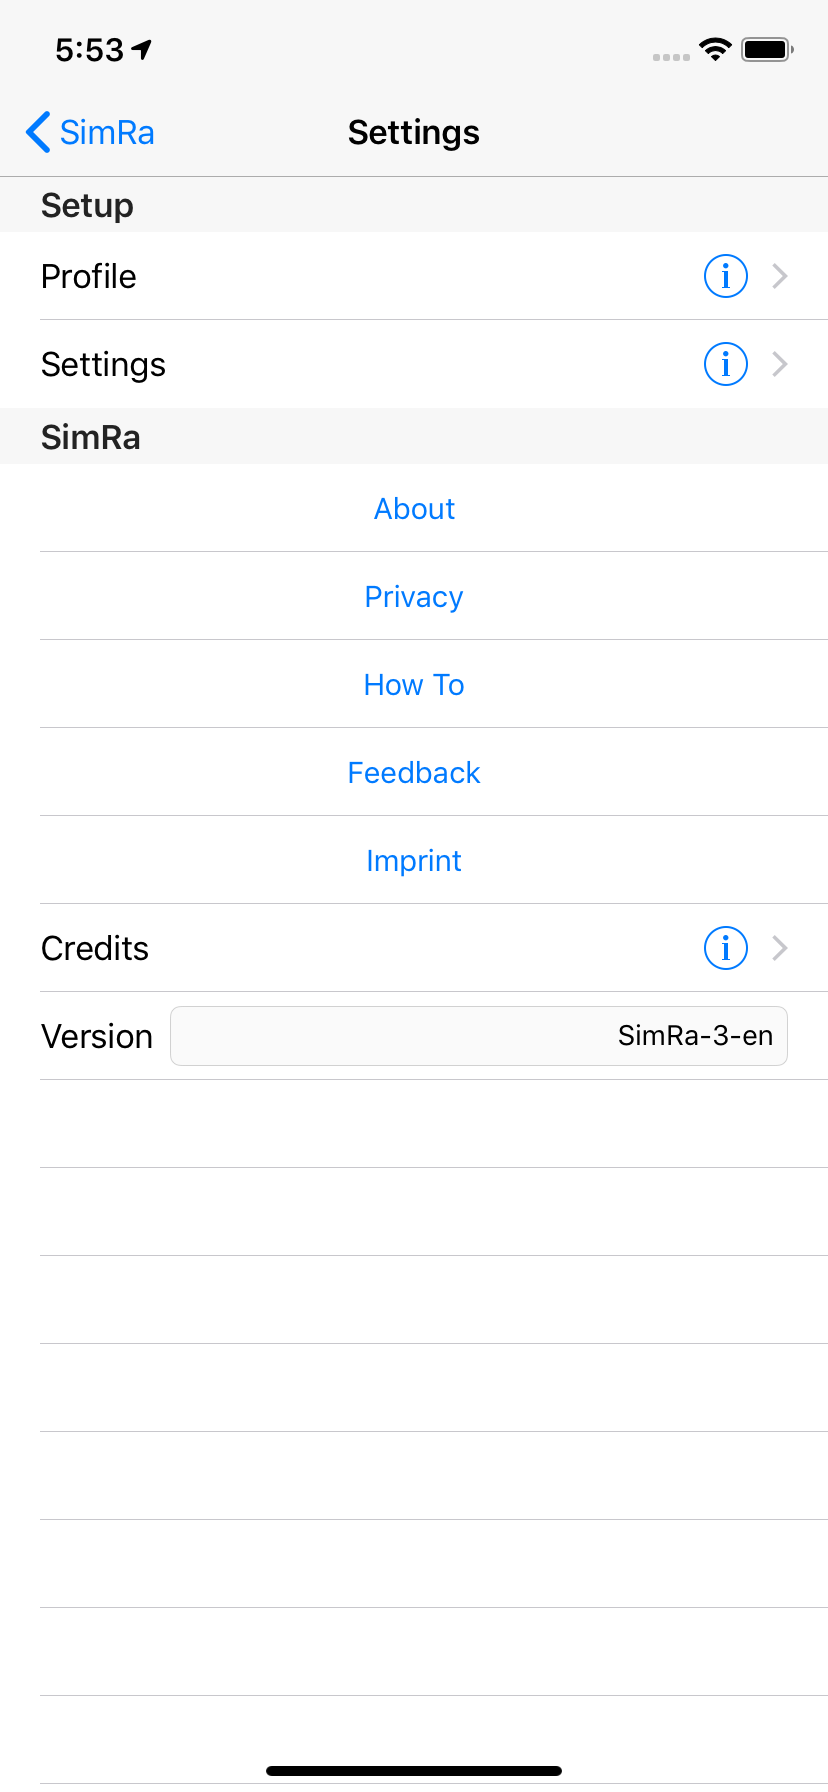 5:53
SimRa
Settings
Setup
Profile
Settings
SimRa
About
Privacy
How To
Feedback
Imprint
Credits
Version SimRa-3-en